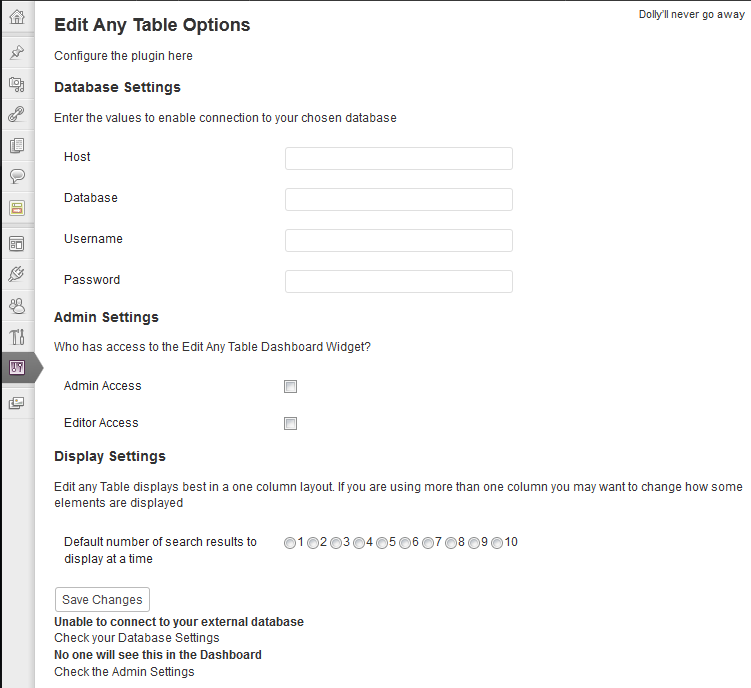 Dolly'll never go away
Edit Any Table Options
Configure the plugin here
Database Settings
Enter the values to enable connection to your chosen database
Host
Database
Username
Password
Admin Settings
Who has access to the Edit Any Table Dashboard Widget?
Admin Access
Editor Access
Display Settings
Edit any Table displays best in a one column layout. If you are using more than one column you may want to change how some
elements are displayed
Default number of search results to
display at a time
1 2 3 4 5 6 7 8 9 10
Save Changes
Unable to connect to your external database
Check your Database Settings
No one will see this in the Dashboard
Check the Admin Settings